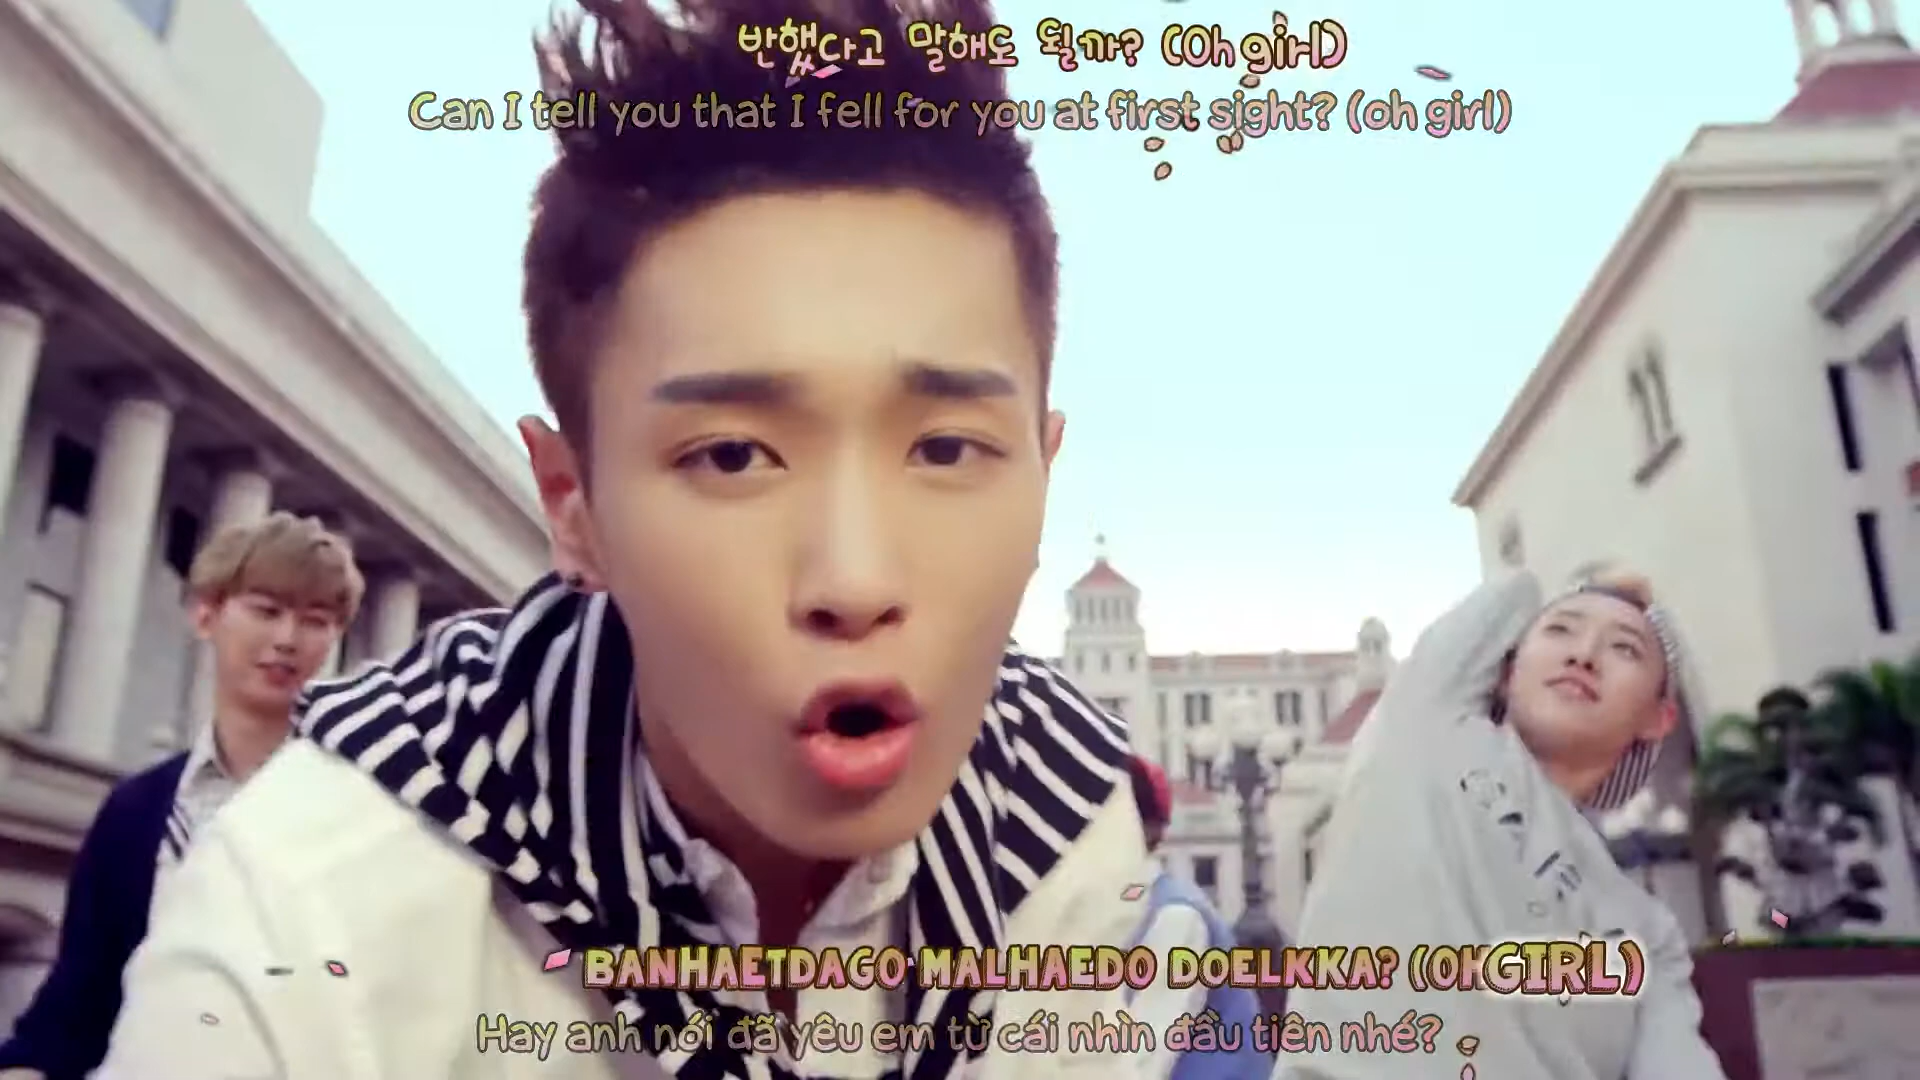 반했다고 말해도 될까? (Oh girl)
Can I tell you that I fell for you at first sight? (oh girl)
BANHAETDAGO MALHAEDO DOELKKA? (OH GIRL)
Hay anh nói đã yêu em từ cái nhìn đầu tiên nhé?